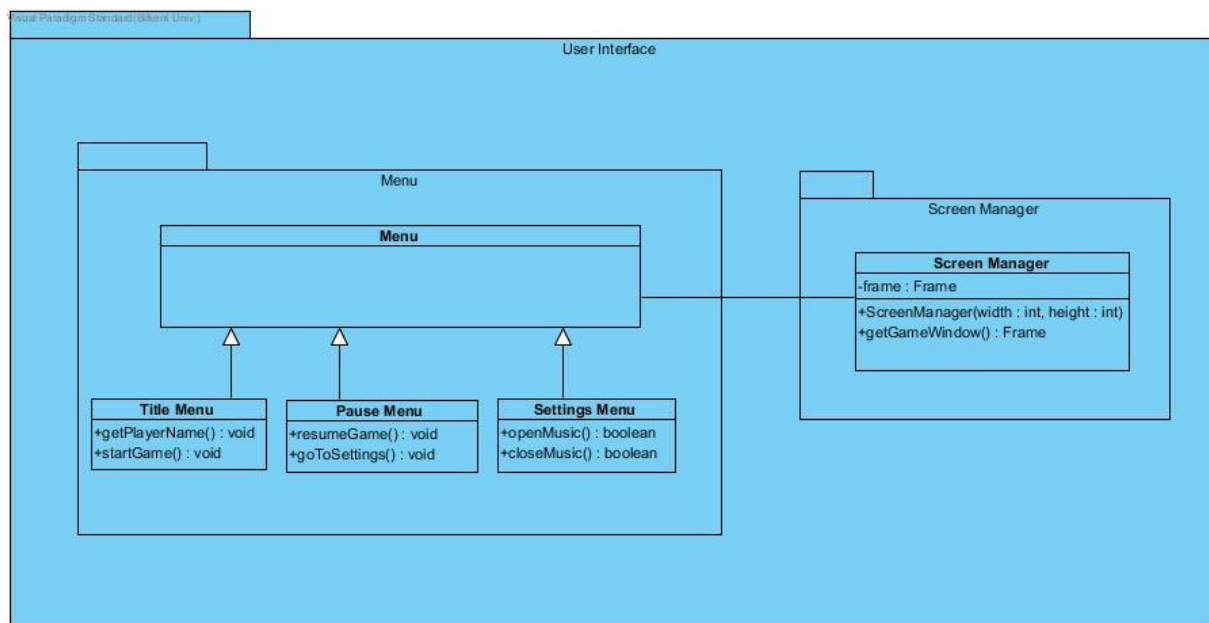 Visual Paradigm Standard(Bilkent Univ.)
User Interface
Menu
Menu
Title Menu
+getPlayerName() : void
+startGame() : void
Pause Menu
+resumeGame() : void
+goToSettings() : void
Settings Menu
+openMusic() : boolean
+closeMusic() : boolean
Screen Manager
Screen Manager
-frame : Frame
+ScreenManager(width : int, height : int)
+getGameWindow() : Frame